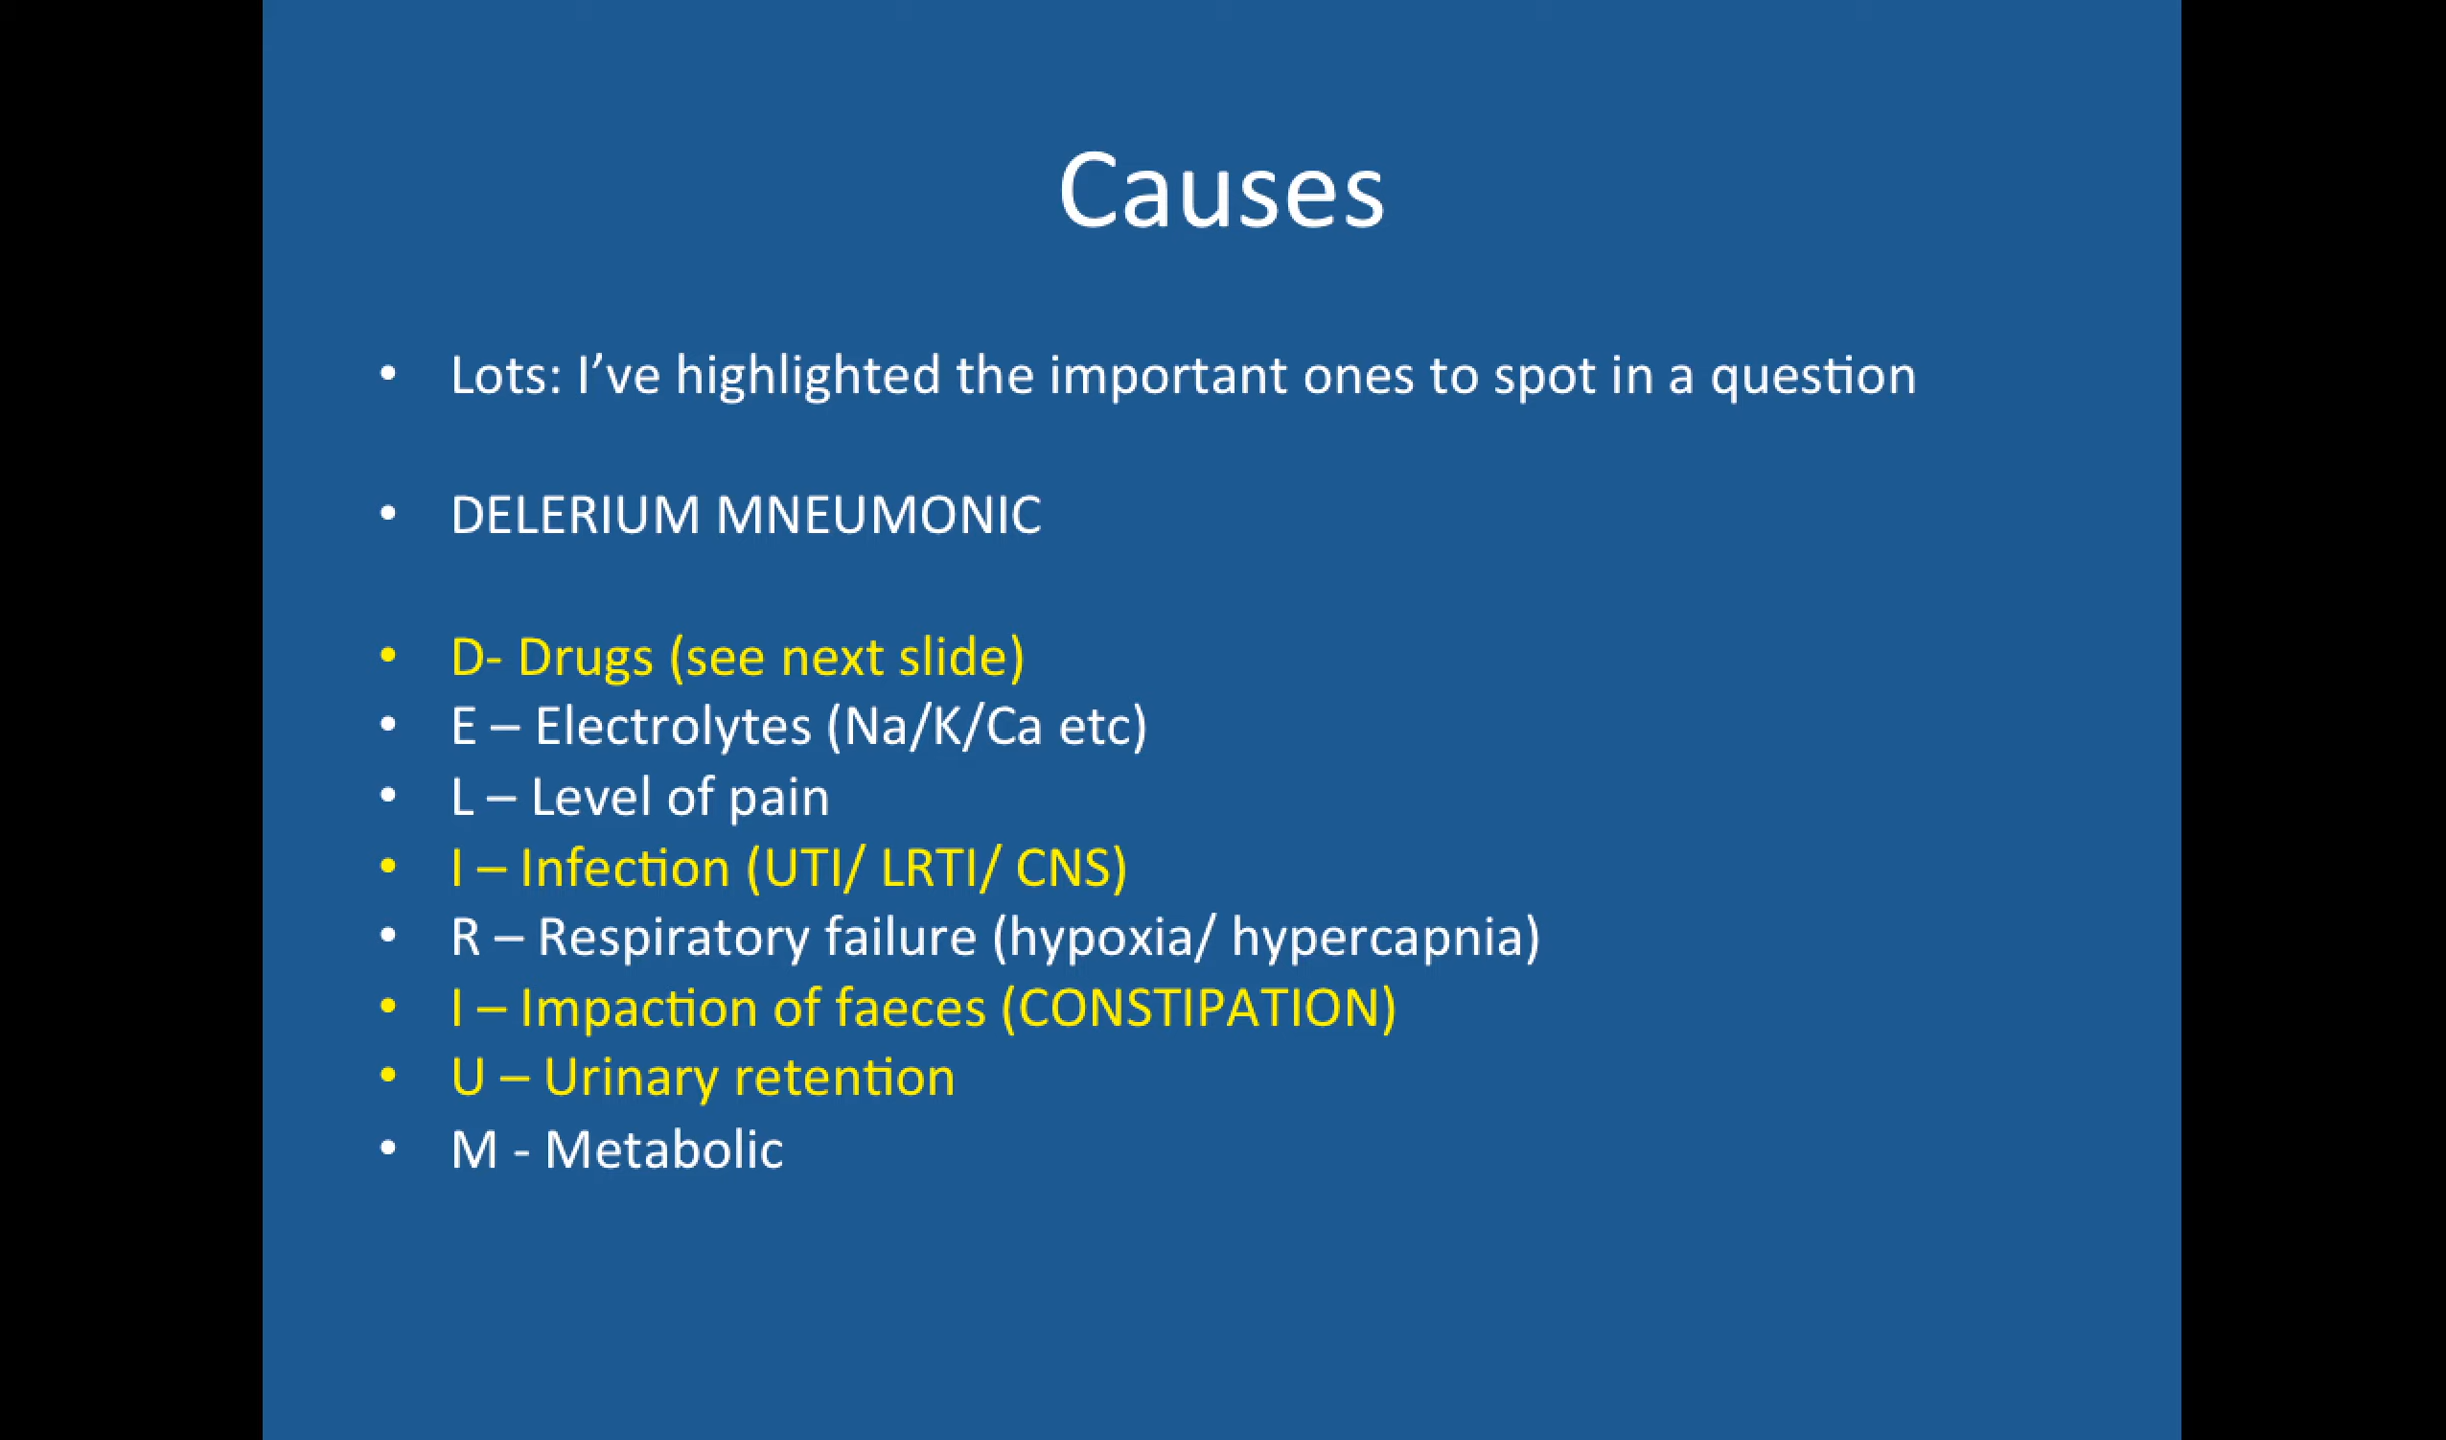 Causes
• Lots: I’ve highlighted the important ones to spot in a question
• DELERIUM MNEUMONIC
• D- Drugs (see next slide)
• E – Electrolytes (Na/K/Ca etc)
• L – Level of pain
• I – Infection (UTI/ LRTI/ CNS)
• R – Respiratory failure (hypoxia/ hypercapnia)
• I – Impaction of faeces (CONSTIPATION)
• U – Urinary retention
• M - Metabolic